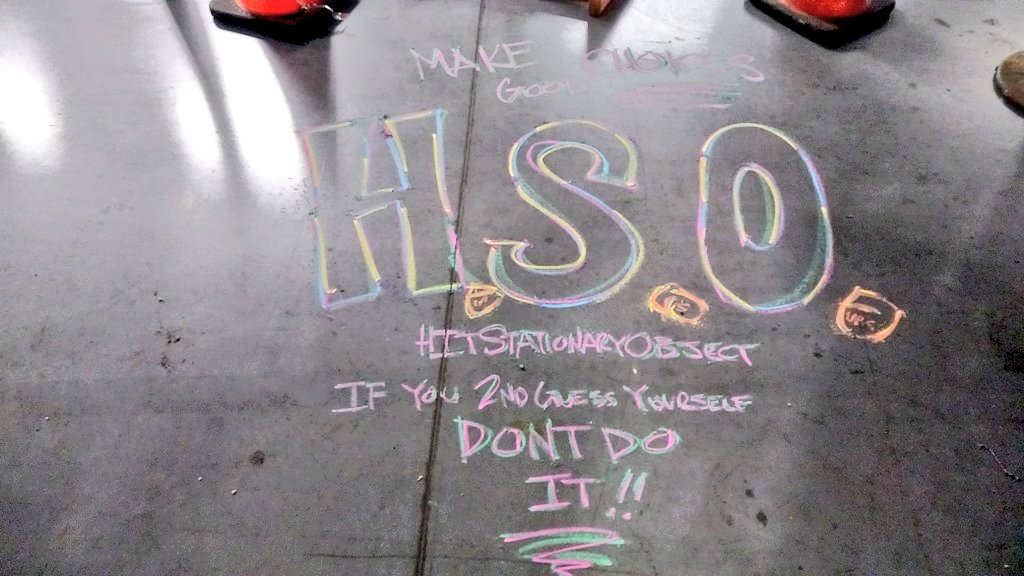 MAKE CHOICES
GOOD
H.S.O.
HITSTATIONARYOBJECT
IF YOU 2ND GUESS YOURSELF
DONT DO
IT!!